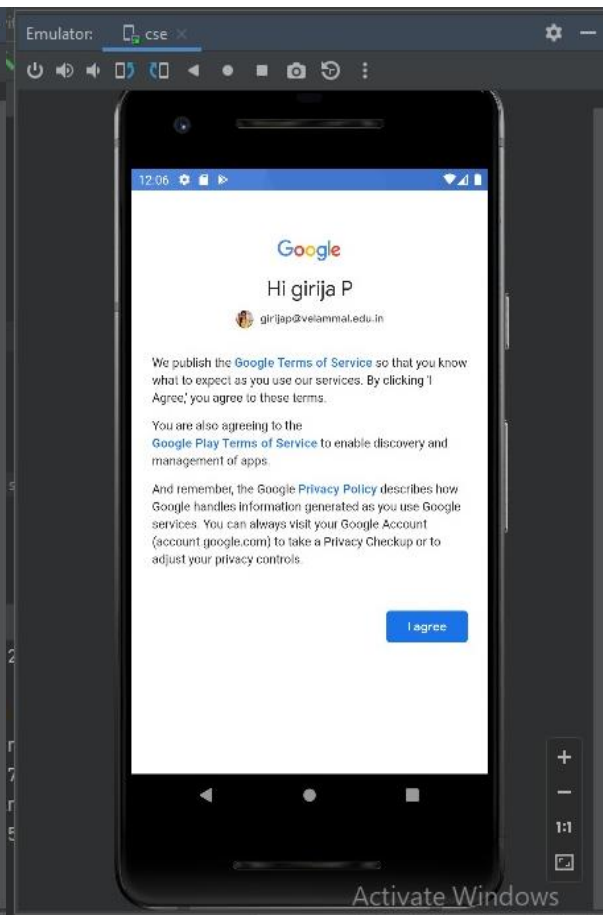 Emulator: cse
12:06
Google
Hi girija P
girijap@velammal.edu.in
We publish the Google Terms of Service so that you know
what to expect as you use our services. By clicking 'I
Agree,' you agree to these terms.
You are also agreeing to the
Google Play Terms of Service to enable discovery and
management of apps.
And remember, the Google Privacy Policy describes how
Google handles information generated as you use Google
services. You can always visit your Google Account
(account.google.com) to take a Privacy Checkup or to
adjust your privacy controls.
I agree
1:1
Activate Windows